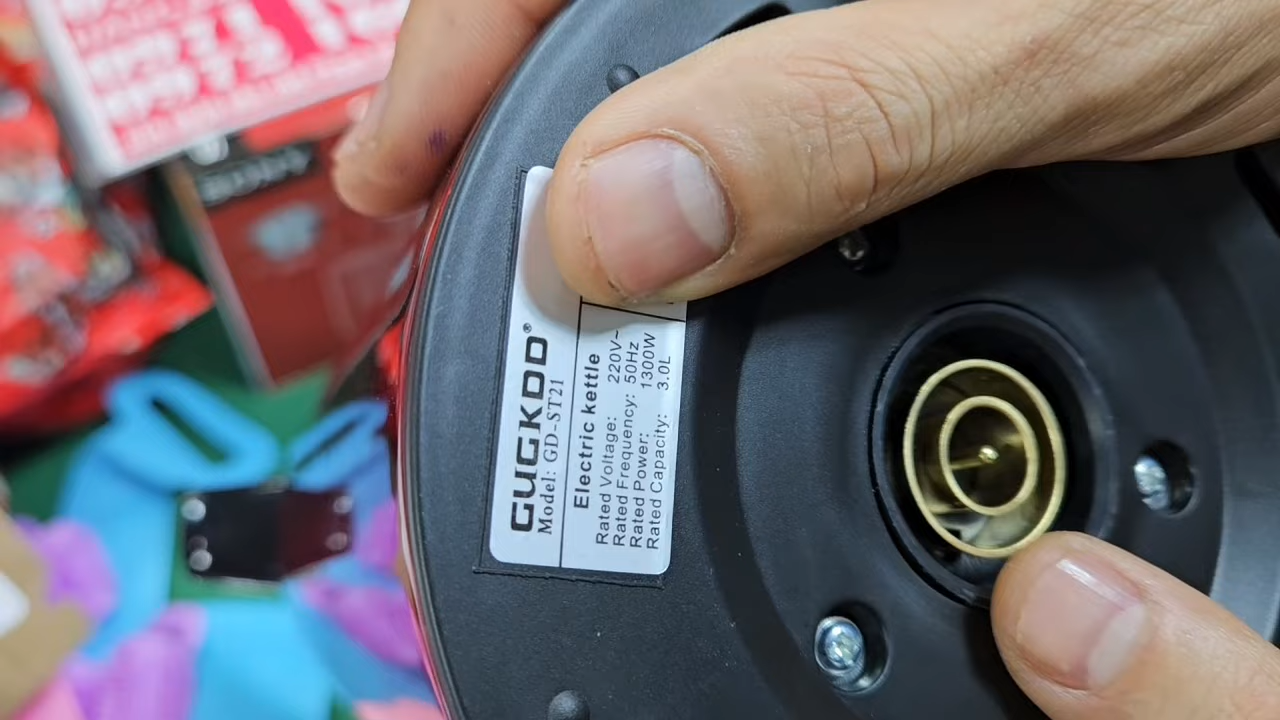 GUGKDD®
Model: GD-ST21
Electric kettle
Rated Voltage: 220V~
Rated Frequency: 50Hz
Rated Power: 1300W
Rated Capacity: 3.0L
SONY